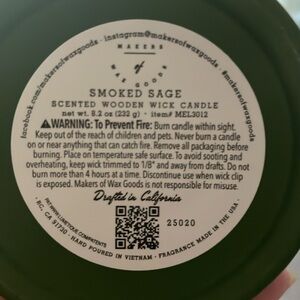 facebook.com/makersofwaxgoods • instagram@makersofwaxgoods #makersofwaxgoods
MAKERS
of
WAX GOODS
SMOKED SAGE
SCENTED WOODEN WICK CANDLE
net wt. 8.2 oz (232 g) • item# MEL3012
⚠WARNING: To Prevent Fire: Burn candle within sight.
Keep out of the reach of children and pets. Never burn a candle
on or near anything that can catch fire. Remove all packaging before
burning. Place on temperature safe surface. To avoid sooting and
overheating, keep wick trimmed to 1/8" and away from drafts. Do not
burn more than 4 hours at a time. Discontinue use when wick clip
is exposed. Makers of Wax Goods is not responsible for misuse.
Drafted in California
25020
CA 91730 • HAND POURED IN VIETNAM • FRAGRANCE MADE IN THE USA •